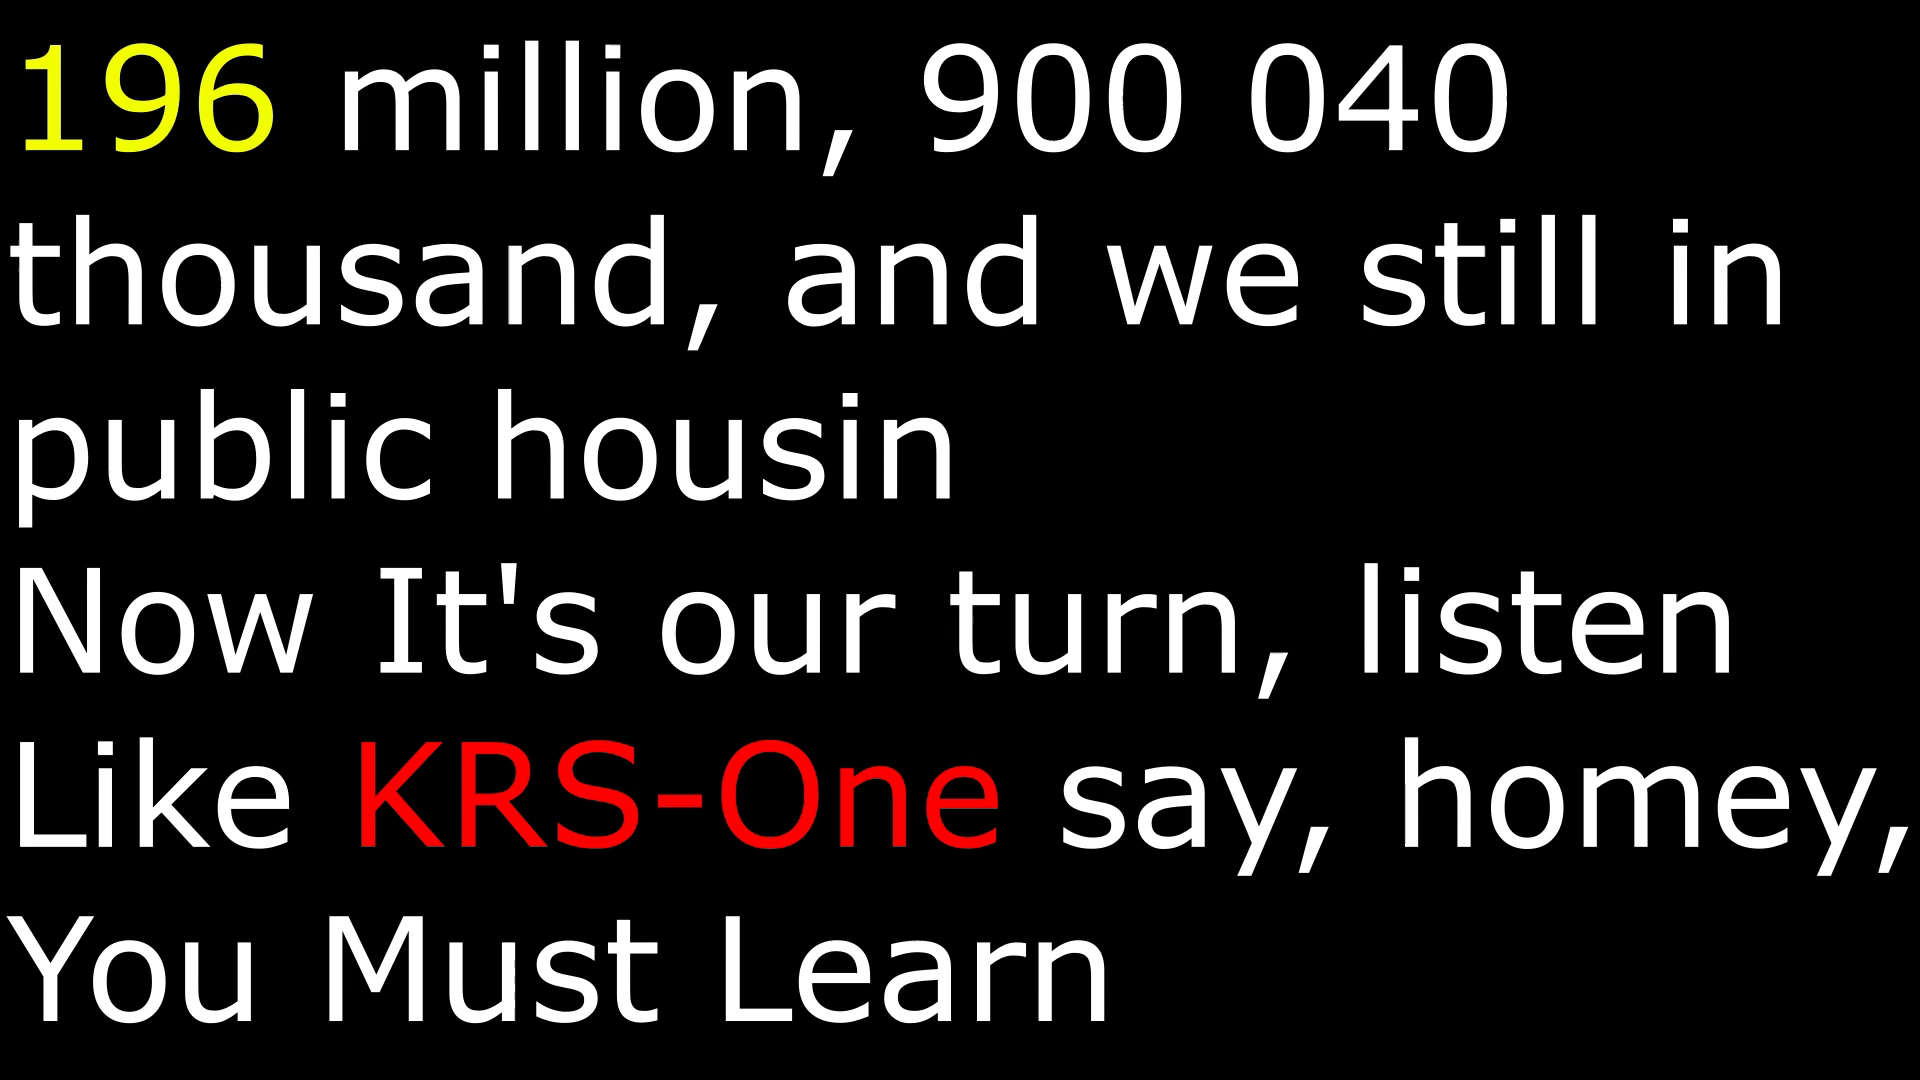 196 million, 900 040
thousand, and we still in
public housin
Now It's our turn, listen
Like KRS-One say, homey,
You Must Learn